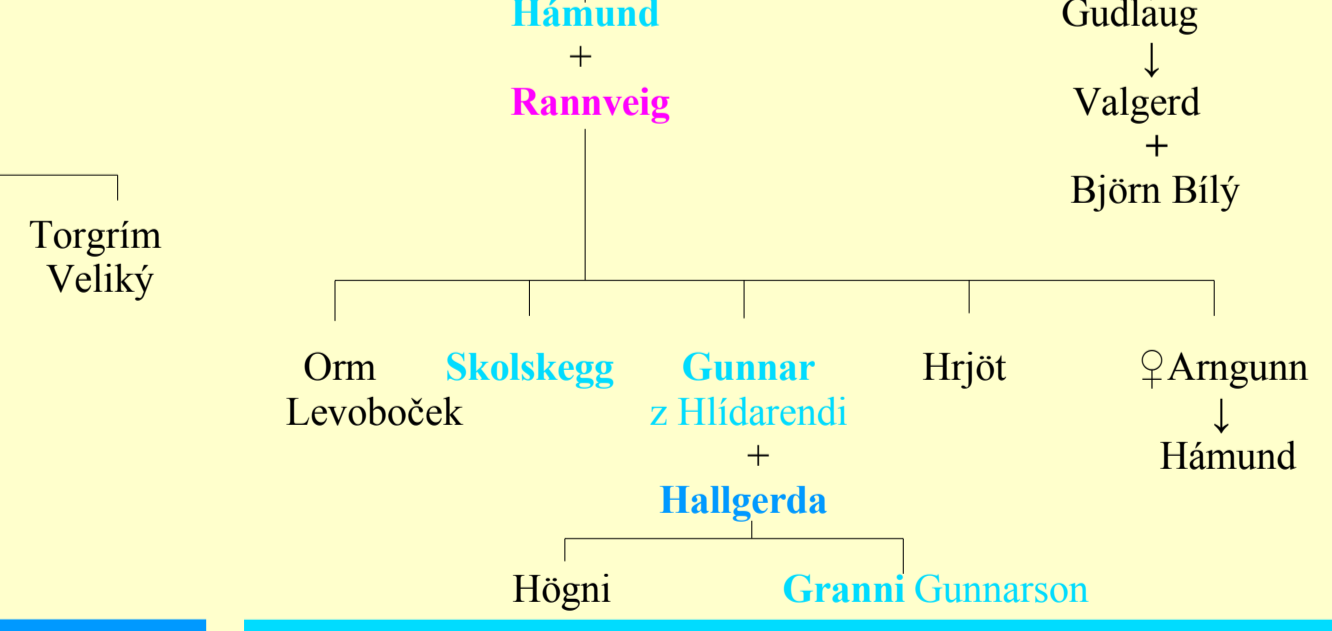 Hámund
+
Rannveig
Gudlaug
↓
Valgerd
+
Björn Bílý
Torgrím
Veliký
Orm
Levoboček
Skolskegg
Gunnar
z Hlídarendi
+
Hallgerda
Hrjöt
♀Arngunn
↓
Hámund
Högni
Granni Gunnarson